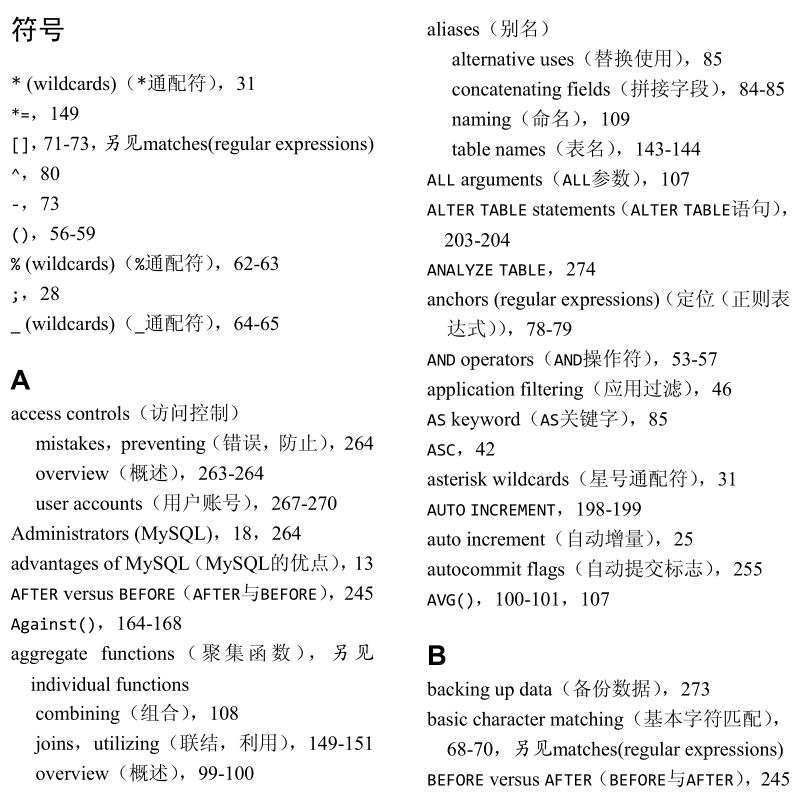 符号
* (wildcards)（*通配符），31
*=，149
[]，71-73，另见matches(regular expressions)
^，80
-，73
()，56-59
% (wildcards)（%通配符），62-63
;，28
_ (wildcards)（_通配符），64-65
A
access controls（访问控制）
mistakes，preventing（错误，防止），264
overview（概述），263-264
user accounts（用户账号），267-270
Administrators (MySQL)，18，264
advantages of MySQL（MySQL的优点），13
AFTER versus BEFORE（AFTER与BEFORE），245
Against()，164-168
aggregate functions（聚集函数），另见
individual functions
combining（组合），108
joins，utilizing（联结，利用），149-151
overview（概述），99-100
aliases（别名）
alternative uses（替换使用），85
concatenating fields（拼接字段），84-85
naming（命名），109
table names（表名），143-144
ALL arguments（ALL参数），107
ALTER TABLE statements（ALTER TABLE语句），
203-204
ANALYZE TABLE，274
anchors (regular expressions)（定位（正则表
达式）），78-79
AND operators（AND操作符），53-57
application filtering（应用过滤），46
AS keyword（AS关键字），85
ASC，42
asterisk wildcards（星号通配符），31
AUTO INCREMENT，198-199
auto increment（自动增量），25
autocommit flags（自动提交标志），255
AVG()，100-101，107
B
backing up data（备份数据），273
basic character matching（基本字符匹配），
68-70，另见matches(regular expressions)
BEFORE versus AFTER（BEFORE与AFTER），245